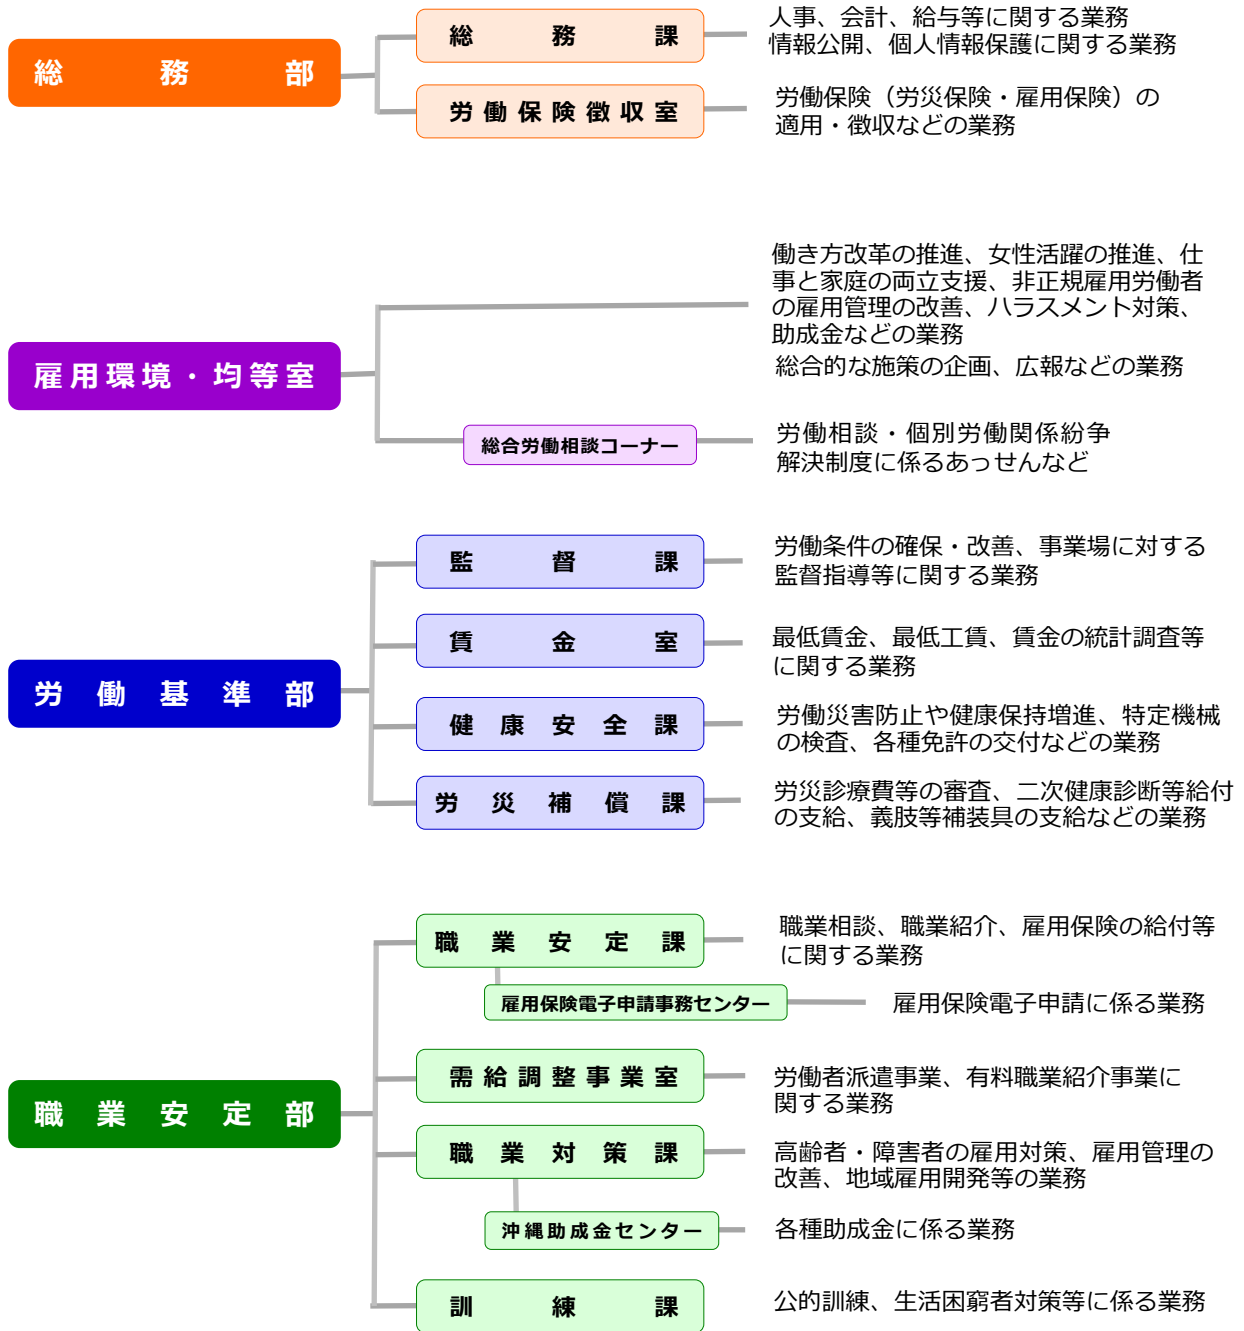 総務部
総務課
人事、会計、給与等に関する業務
情報公開、個人情報保護に関する業務
労働保険徴収室
労働保険（労災保険・雇用保険）の
適用・徴収などの業務
雇用環境・均等室
働き方改革の推進、女性活躍の推進、仕
事と家庭の両立支援、非正規雇用労働者
の雇用管理の改善、ハラスメント対策、
助成金などの業務
総合的な施策の企画、広報などの業務
総合労働相談コーナー
労働相談・個別労働関係紛争
解決制度に係るあっせんなど
労働基準部
監督課
労働条件の確保・改善、事業場に対する
監督指導等に関する業務
賃金室
最低賃金、最低工賃、賃金の統計調査等
に関する業務
健康安全課
労働災害防止や健康保持増進、特定機械
の検査、各種免許の交付などの業務
労災補償課
労災診療費等の審査、二次健康診断等給付
の支給、義肢等補装具の支給などの業務
職業安定部
職業安定課
職業相談、職業紹介、雇用保険の給付等
に関する業務
雇用保険電子申請事務センター
雇用保険電子申請に係る業務
需給調整事業室
労働者派遣事業、有料職業紹介事業に
関する業務
職業対策課
高齢者・障害者の雇用対策、雇用管理の
改善、地域雇用開発等の業務
沖縄助成金センター
各種助成金に係る業務
訓練課
公的訓練、生活困窮者対策等に係る業務